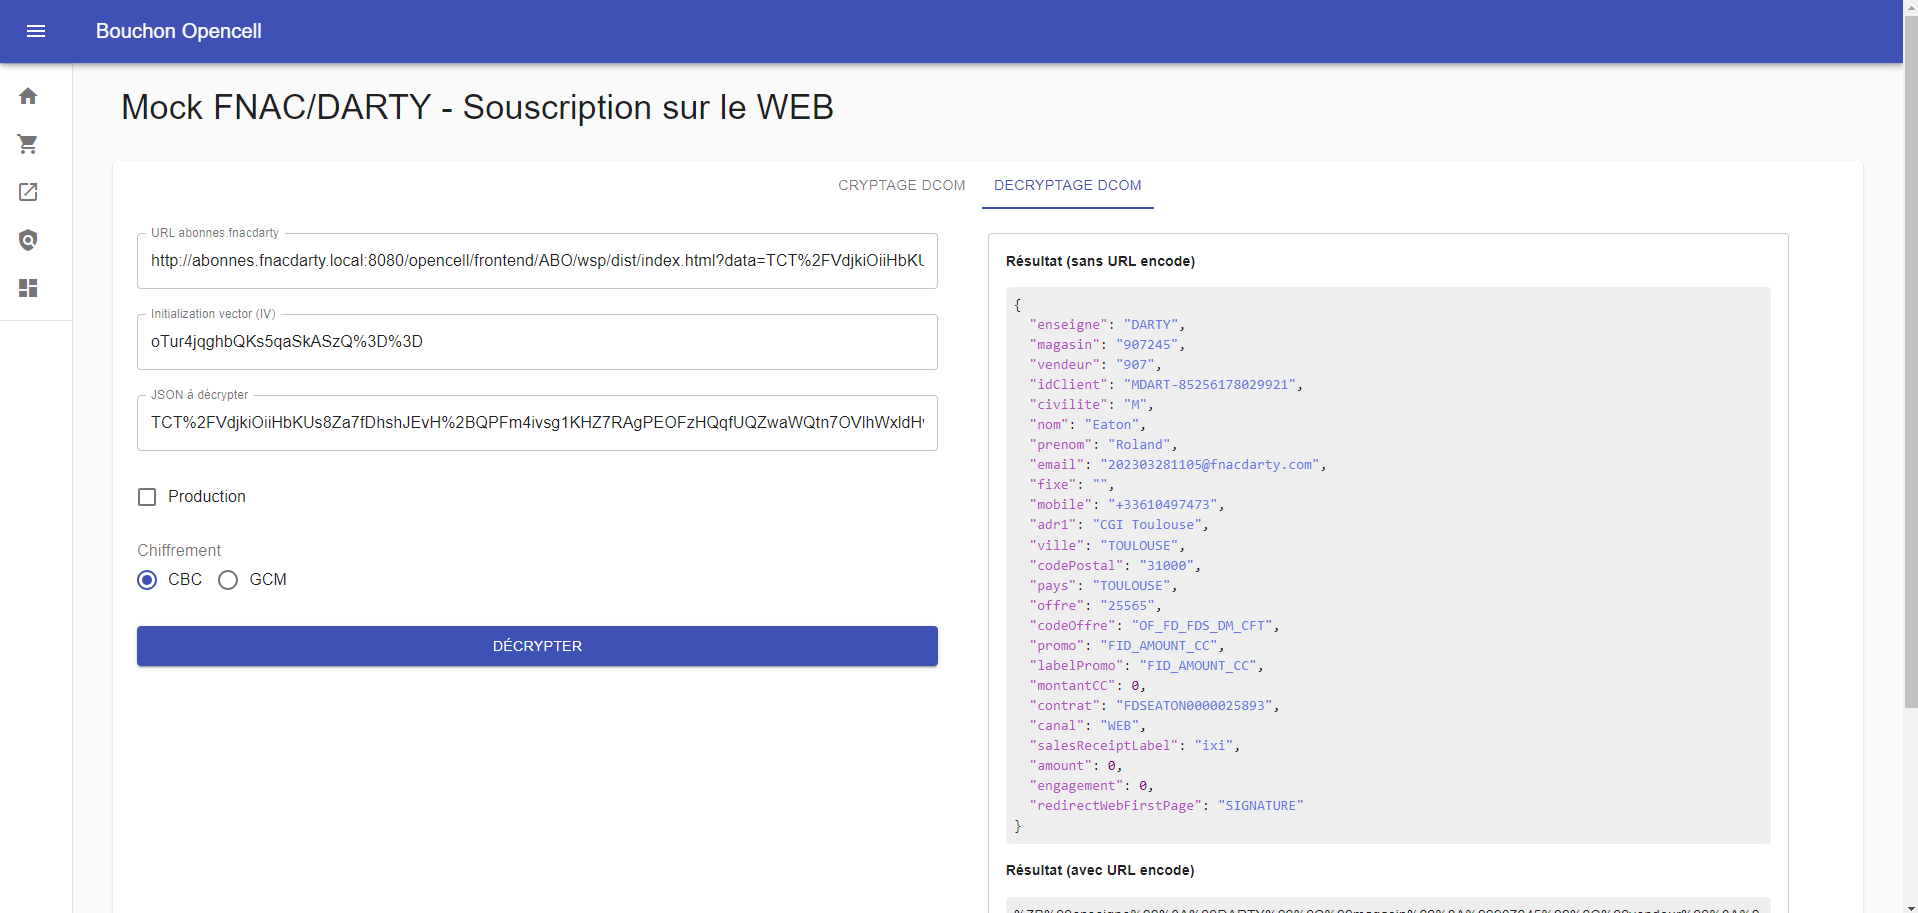 Bouchon Opencell
Mock FNAC/DARTY - Souscription sur le WEB
CRYPTAGE DCOM
DECRYPTAGE DCOM
URL abonnes.fnacdarty
http://abonnes.fnacdarty.local:8080/opencell/frontend/ABO/wsp/dist/index.html?data=TCT%2FVdjkiOiiHbKU
Initialization vector (IV)
oTur4jqghbQKs5qaSkASzQ%3D%3D
JSON à décrypter
TCT%2FVdjkiOiiHbKUs8Za7fDhshJEvH%2BQPFm4ivsg1KHZ7RAgPEOFzHQqfUQZwaWQtn7OVlhWxldH
Production
Chiffrement
CBC
GCM
DÉCRYPTER
Résultat (sans URL encode)
{
"enseigne": "DARTY",
"magasin": "907245",
"vendeur": "907",
"idClient": "MDART-85256178029921",
"civilite": "M",
"nom": "Eaton",
"prenom": "Roland",
"email": "202303281105@fnacdarty.com",
"fixe": "",
"mobile": "+33610497473",
"adr1": "CGI Toulouse",
"ville": "TOULOUSE",
"codePostal": "31000",
"pays": "TOULOUSE",
"offre": "25565",
"codeOffre": "OF_FD_FDS_DM_CFT",
"promo": "FID_AMOUNT_CC",
"labelPromo": "FID_AMOUNT_CC",
"montantCC": 0,
"contrat": "FDSEATON0000025893",
"canal": "WEB",
"salesReceiptLabel": "ixi",
"amount": 0,
"engagement": 0,
"redirectWebFirstPage": "SIGNATURE"
}
Résultat (avec URL encode)